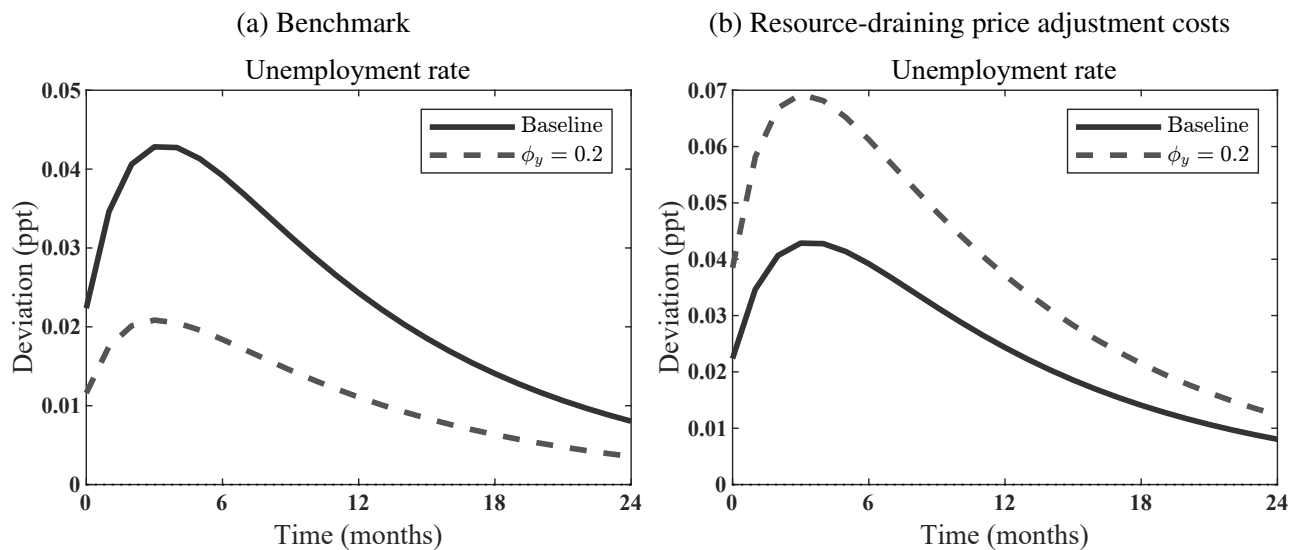 (a) Benchmark
Unemployment rate
Deviation (ppt)
0.05
0.04
0.03
0.02
0.01
0
0 6 12 18 24
Time (months)
Baseline
ϕ_y = 0.2
(b) Resource-draining price adjustment costs
Unemployment rate
Deviation (ppt)
0.07
0.06
0.05
0.04
0.03
0.02
0.01
0
0 6 12 18 24
Time (months)
Baseline
ϕ_y = 0.2